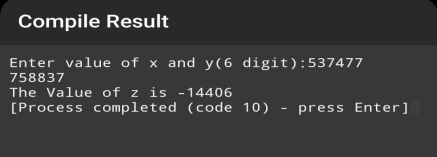 Compile Result
Enter value of x and y(6 digit):537477
758837
The Value of z is -14406
[Process completed (code 10) - press Enter]